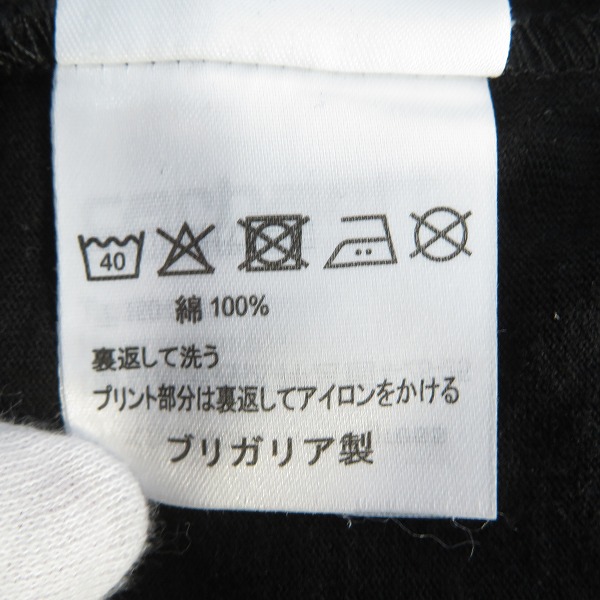 40
綿 100%
裏返して洗う
プリント部分は裏返してアイロンをかける
ブリガリア製